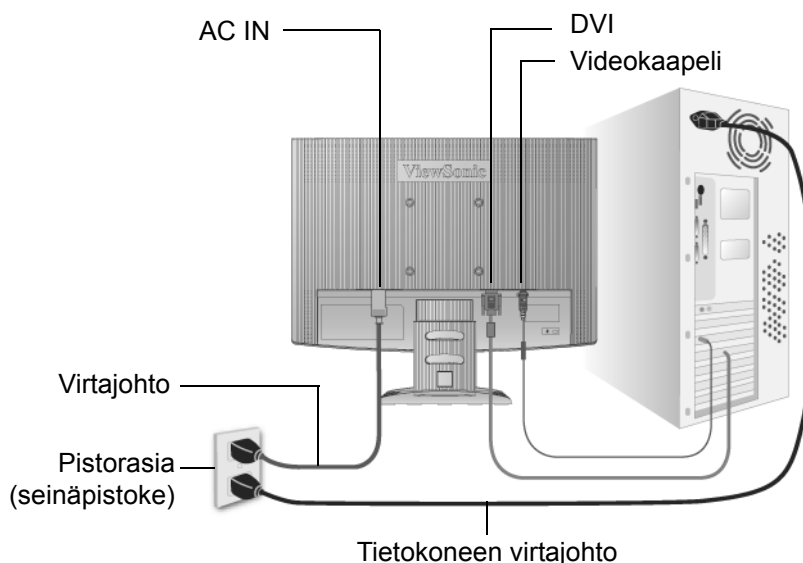 AC IN
DVI
Videokaapeli
ViewSonic
Virtajohto
Pistorasia
(seinäpistoke)
Tietokoneen virtajohto